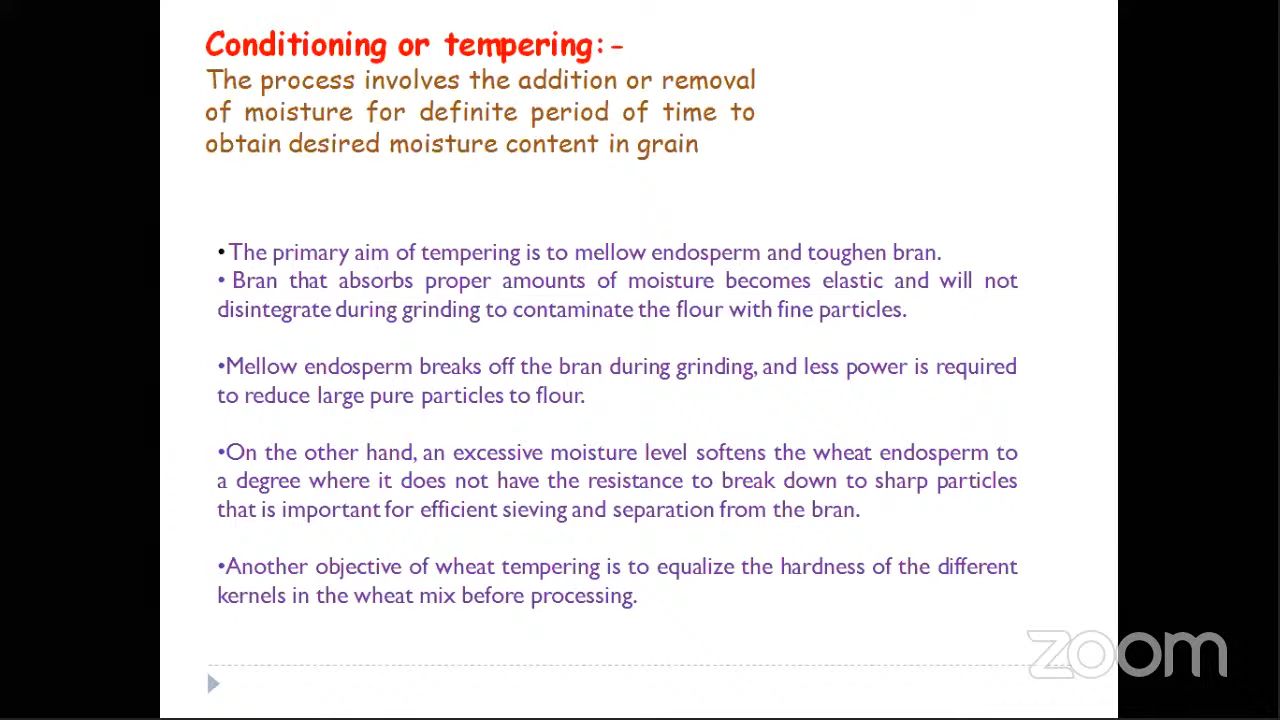 Conditioning or tempering:-
The process involves the addition or removal
of moisture for definite period of time to
obtain desired moisture content in grain
• The primary aim of tempering is to mellow endosperm and toughen bran.
• Bran that absorbs proper amounts of moisture becomes elastic and will not
disintegrate during grinding to contaminate the flour with fine particles.
•Mellow endosperm breaks off the bran during grinding, and less power is required
to reduce large pure particles to flour.
•On the other hand, an excessive moisture level softens the wheat endosperm to
a degree where it does not have the resistance to break down to sharp particles
that is important for efficient sieving and separation from the bran.
•Another objective of wheat tempering is to equalize the hardness of the different
kernels in the wheat mix before processing.
zoom